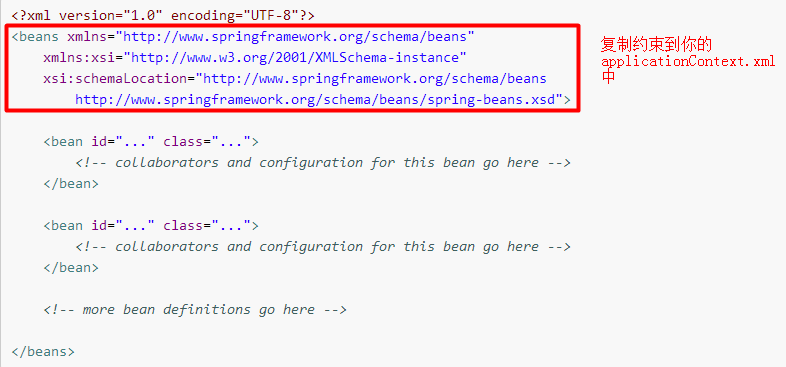 <?xml version="1.0" encoding="UTF-8"?>
<beans xmlns="http://www.springframework.org/schema/beans"
    xmlns:xsi="http://www.w3.org/2001/XMLSchema-instance"
    xsi:schemaLocation="http://www.springframework.org/schema/beans
        http://www.springframework.org/schema/beans/spring-beans.xsd">
复制约束到你的
applicationContext.xml
中
    <bean id="..." class="...">
        <!-- collaborators and configuration for this bean go here -->
    </bean>
    <bean id="..." class="...">
        <!-- collaborators and configuration for this bean go here -->
    </bean>
    <!-- more bean definitions go here -->
</beans>